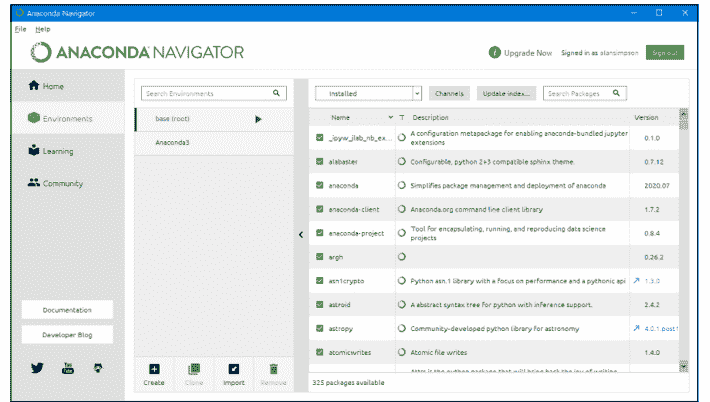 Anaconda Navigator
File Help
ANACONDA NAVIGATOR
Upgrade Now Signed in as alansimpson Sign out
Home
Environments
Learning
Community
Documentation
Developer Blog
You Tube
Search Environments
base (root)
Anaconda3
Create Clone Import Remove
Installed Channels Update index... Search Packages
Name T Description Version
_ipyw_jlab_nb_ex... A configuration metapackage for enabling anaconda-bundled jupyter
extensions 0.1.0
alabaster Configurable, python 2+3 compatible sphinx theme. 0.7.12
anaconda Simplifies package management and deployment of anaconda 2020.07
anaconda-client Anaconda.org command line client library 1.7.2
anaconda-project Tool for encapsulating, running, and reproducing data science
projects 0.8.4
argh 0.26.2
asn1crypto Python asn.1 library with a focus on performance and a pythonic api 1.3.0
astroid A abstract syntax tree for python with inference support. 2.4.2
astropy Community-developed python library for astronomy 4.0.1.post1
atomicwrites Atomic file writes 1.4.0
325 packages available